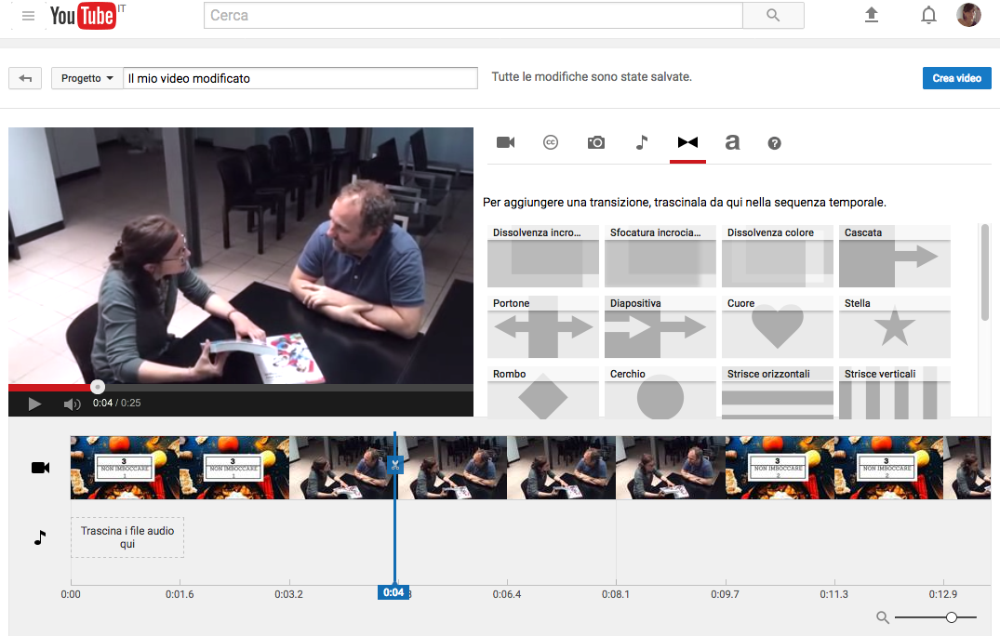 YouTube IT
Cerca
Progetto
Il mio video modificato
Tutte le modifiche sono state salvate.
Crea video
cc
a
?
Per aggiungere una transizione, trascinala da qui nella sequenza temporale.
Dissolvenza incro...
Sfocatura incrocia...
Dissolvenza colore
Cascata
Portone
Diapositiva
Cuore
Stella
Rombo
Cerchio
Strisce orizzontali
Strisce verticali
0:04 / 0:25
3
NON IMBOCCARE
1
3
NON IMBOCCARE
1
3
NON IMBOCCARE
2
3
NON IMBOCCARE
2
Trascina i file audio
qui
0:00
0:01.6
0:03.2
0:04
0:06.4
0:08.1
0:09.7
0:11.3
0:12.9